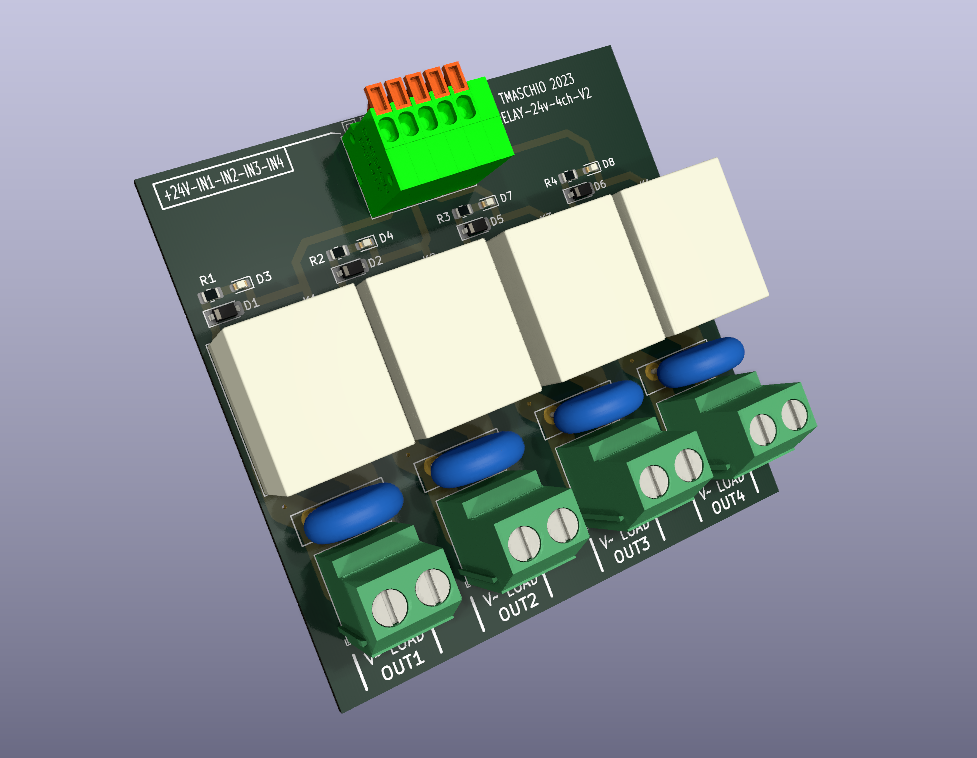 TMASCHIO 2023
ELAY-24v-4ch-V2
+24V-IN1-IN2-IN3-IN4
R4 D8
D6
R3 D7
D5
R2 D4
D2
R1 D3
D1
V~ LOAD
OUT4
V~ LOAD
OUT3
V~ LOAD
OUT2
V~ LOAD
OUT1